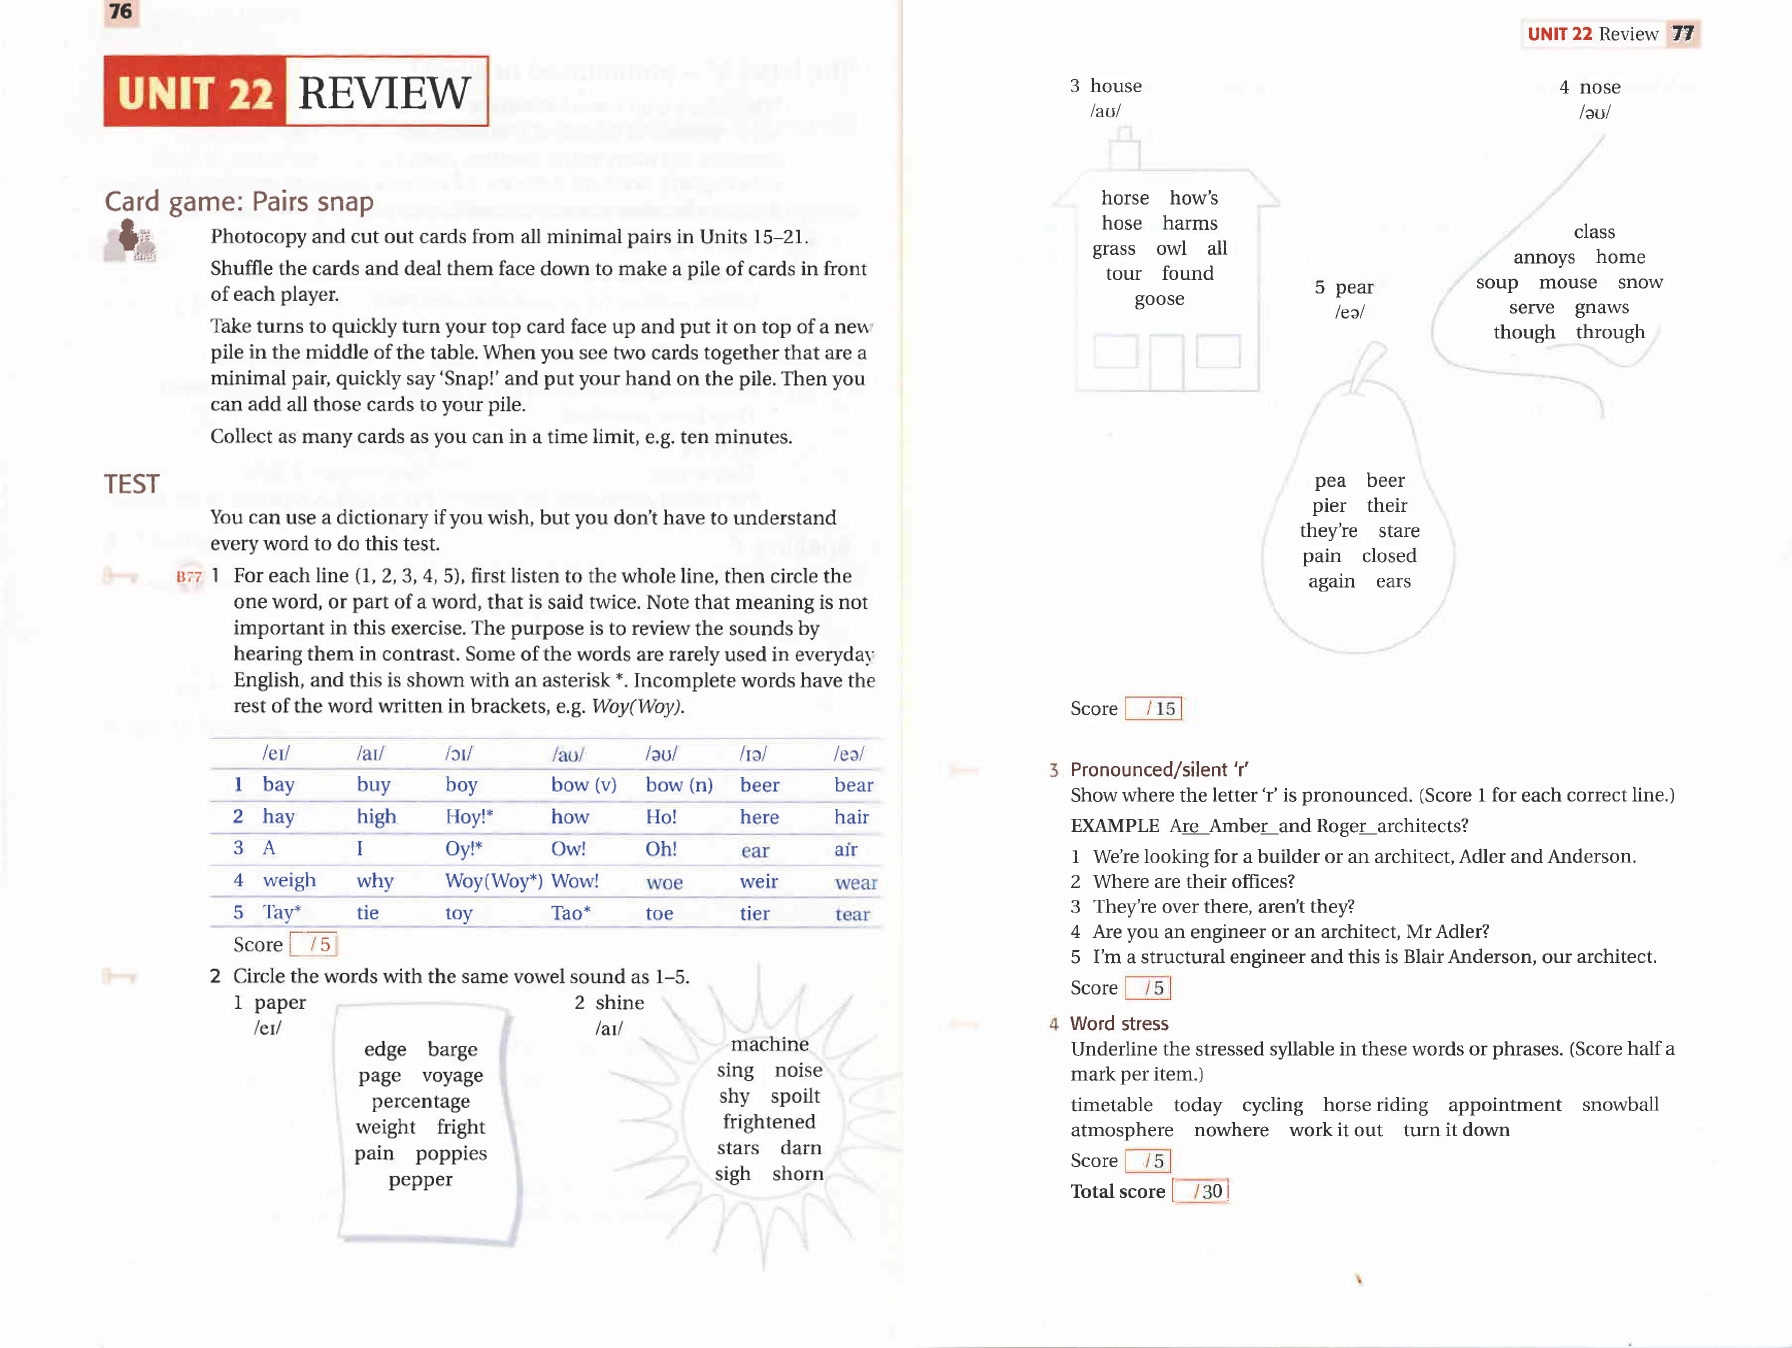 76
UNIT 22 REVIEW
Card game: Pairs snap
Photocopy and cut out cards from all minimal pairs in Units 15–21.
Shuffle the cards and deal them face down to make a pile of cards in front
of each player.
Take turns to quickly turn your top card face up and put it on top of a new
pile in the middle of the table. When you see two cards together that are a
minimal pair, quickly say ‘Snap!’ and put your hand on the pile. Then you
can add all those cards to your pile.
Collect as many cards as you can in a time limit, e.g. ten minutes.
TEST
You can use a dictionary if you wish, but you don’t have to understand
every word to do this test.
B77 1 For each line (1, 2, 3, 4, 5), first listen to the whole line, then circle the
one word, or part of a word, that is said twice. Note that meaning is not
important in this exercise. The purpose is to review the sounds by
hearing them in contrast. Some of the words are rarely used in everyday
English, and this is shown with an asterisk *. Incomplete words have the
rest of the word written in brackets, e.g. Woy(Woy).
/eɪ/ /aɪ/ /ɔɪ/ /aʊ/ /əʊ/ /ɪə/ /eə/
1 bay buy boy bow (v) bow (n) beer bear
2 hay high Hoy!* how Ho! here hair
3 A I Oy!* Ow! Oh! ear air
4 weigh why Woy(Woy*) Wow! woe weir wear
5 Tay* tie toy Tao* toe tier tear
Score /5
2 Circle the words with the same vowel sound as 1–5.
1 paper
/eɪ/
edge barge
page voyage
percentage
weight fright
pain poppies
pepper
2 shine
/aɪ/
machine
sing noise
shy spoilt
frightened
stars darn
sigh shorn
UNIT 22 Review 77
3 house
/aʊ/
horse how’s
hose harms
grass owl all
tour found
goose
4 nose
/əʊ/
class
annoys home
soup mouse snow
serve gnaws
though through
5 pear
/eə/
pea beer
pier their
they’re stare
pain closed
again ears
Score /15
3 Pronounced/silent ‘r’
Show where the letter ‘r’ is pronounced. (Score 1 for each correct line.)
EXAMPLE Are_Amber_and Roger_architects?
1 We’re looking for a builder or an architect, Adler and Anderson.
2 Where are their offices?
3 They’re over there, aren’t they?
4 Are you an engineer or an architect, Mr Adler?
5 I’m a structural engineer and this is Blair Anderson, our architect.
Score /5
4 Word stress
Underline the stressed syllable in these words or phrases. (Score half a
mark per item.)
timetable today cycling horse riding appointment snowball
atmosphere nowhere work it out turn it down
Score /5
Total score /30